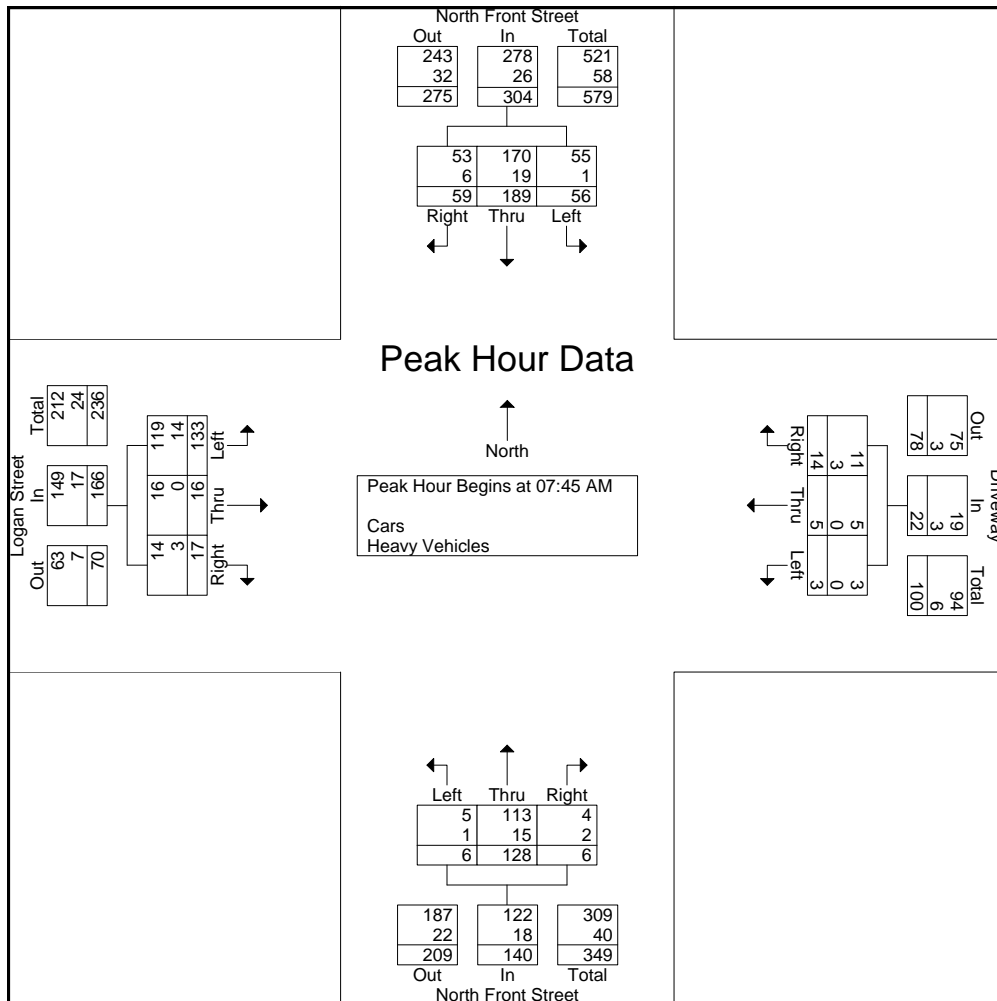 North Front Street
Out In Total
243 278 521
32 26 58
275 304 579
53 170 55
6 19 1
59 189 56
Right Thru Left
Peak Hour Data
North
Peak Hour Begins at 07:45 AM
Cars
Heavy Vehicles
Logan Street
Out In Total
63 149 212
7 17 24
70 166 236
14 16 119
3 0 14
17 16 133
Right Thru Left
Driveway
Out In Total
75 19 94
3 3 6
78 22 100
11 5 3
3 0 0
14 5 3
Right Thru Left
Left Thru Right
5 113 4
1 15 2
6 128 6
187 122 309
22 18 40
209 140 349
Out In Total
North Front Street